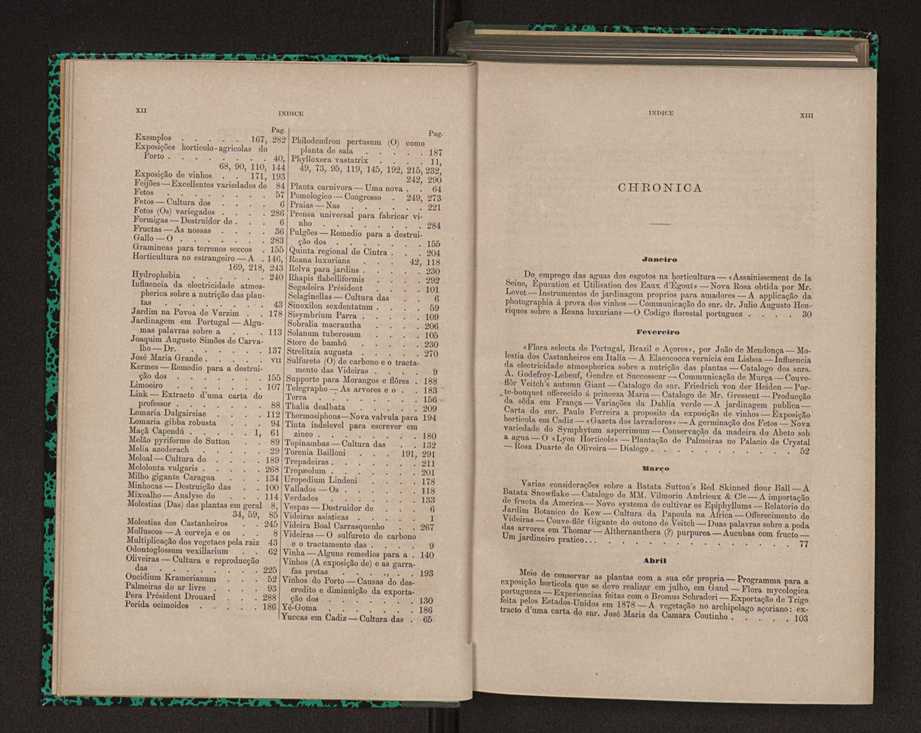 XII
INDICE
Pag.
Exemplos . . . . . . . 167, 282
Exposições horticolo-agricolas do
Porto . . . . . . . . 40,
68, 90, 110, 144
Exposição de vinhos . . . 171, 193
Feijões — Excellentes variedades de 84
Fetos . . . . . . . . . 57
Fetos — Cultura dos . . . . . 6
Fetos (Os) variegados . . . . 286
Formigas — Destruidor de . . . 6
Fructas — As nossas . . . . . 36
Gallo — O . . . . . . . . 283
Gramineas para terrenos seccos . 155
Horticultura no estrangeiro — A . 146,
169, 218, 243
Hydrophobia . . . . . . . 240
Influencia da electricidade atmos-
pherica sobre a nutrição das plan-
tas . . . . . . . . . 43
Jardim na Povoa de Varzim . . 178
Jardinagem em Portugal — Algu-
mas palavras sobre a . . . . 113
Joaquim Augusto Simões de Carva-
lho — Dr. . . . . . . . 137
José Maria Grande . . . . . VII
Kermes — Remedio para a destrui-
ção dos . . . . . . . . 155
Limoeiro . . . . . . . . 107
Link — Extracto d'uma carta do
professor . . . . . . . . 88
Lomaria Dalgairsiae . . . . . 112
Lomaria gibba robusta . . . . 94
Maçã Capendú . . . . . 1, 61
Melão pyriforme de Sutton . . . 89
Melia azederach . . . . . . 29
Meloal — Cultura do . . . . . 189
Melolonta vulgaris . . . . . . 268
Milho gigante Caragua . . . . 134
Minhocas — Destruição das . . . 100
Mixoalho — Analyse do . . . . 114
Molestias (Das) das plantas em geral 8,
34, 59, 85
Molestias dos Castanheiros . . . 245
Molluscos — A cerveja e os . . . 8
Multiplicação dos vegetaes pela raiz 43
Odontoglossum vexillarium . . . 62
Oliveiras — Cultura e reproducção
das . . . . . . . . . 225
Oncidium Kramerianum . . . . 52
Palmeiras de ar livre . . . . . 93
Pera Président Drouard . . . . 288
Perida ocimoides . . . . . . 186
Pag.
Philodendron pertusum (O) como
planta de sala . . . . . . 187
Phylloxera vastatrix . . . . . 11,
49, 73, 95, 119, 145, 192, 215, 232,
242, 290
Planta carnivora — Uma nova . . 64
Pomologico — Congresso . 249, 273
Praias — Nas . . . . . . . 221
Prensa universal para fabricar vi-
nho . . . . . . . . . 284
Pulgões — Remedio para a destrui-
ção dos . . . . . . . . 155
Quinta regional de Cintra . . . 204
Reana luxurians . . . . 42, 118
Relva para jardins . . . . . . 230
Rhapis flabelliformis . . . . . 292
Segadeira Président . . . . . 101
Selaginellas — Cultura das . . . 6
Sinoxilon sexdentatum . . . . . 59
Sisymbrium Parra . . . . . . 109
Sobralia macrantha . . . . . 206
Solanum tuberosum . . . . . 105
Store de bambú . . . . . . 230
Strelitzia augusta . . . . . . 270
Sulfureto (O) de carbone e o tracta-
mento das Videiras . . . . . 9
Supporte para Morangos e flôres . 188
Telegrapho — As arvores e o . . . 183
Terra . . . . . . . . . 156
Thalia dealbata . . . . . . 209
Thermosiphons — Nova valvula para 194
Tinta indelevel para escrever em
zinco . . . . . . . . . 180
Topinambas — Cultura das . . . 132
Torenia Bailloni . . . . 191, 291
Trepadeiras . . . . . . . . 211
Tropæolum . . . . . . . . 201
Uropedium Lindeni . . . . . 178
Vallados — Os . . . . . . . 118
Verdades . . . . . . . . 133
Vespas — Destruidor de . . . . 6
Videiras asiaticas . . . . . . 1
Videira Boal Carrasquenho . . . 267
Videiras — O sulfureto de carbone
e o tractamento das . . . . 9
Vinha — Alguns remedios para a . 140
Vinhos (A exposição de) e as garra-
fas pretas . . . . . . . 193
Vinhos do Porto — Causas do des-
credito e diminuição da exporta-
ção dos . . . . . . . . 130
Yé-Goma . . . . . . . . 186
Yuccas em Cadiz — Cultura das . 65
INDICE
XIII
CHRONICA
Janeiro
Do emprego das aguas dos esgotos na horticultura — «Assainissement de la
Seine, Epuration et Utilisation des Eaux d'Egout» — Nova Rosa obtida por Mr.
Levet — Instrumentos de jardinagem proprios para amadores — A applicação da
photographia á prova dos vinhos — Communicação do snr. dr. Julio Augusto Hen-
riques sobre a Reana luxurians — O Codigo florestal portuguez . . . . . 30
Fevereiro
«Flora selecta de Portugal, Brazil e Açores», por João de Mendonça — Mo-
lestia dos Castanheiros em Italia — A Elaeococca vernicia em Lisboa — Influencia
da electricidade atmospherica sobre a nutrição das plantas — Catalogo dos snrs.
A. Godefroy-Lebeuf, Gendre et Successeur — Communicação de Murça — Couve-
flôr Veitch's autumn Giant — Catalogo do snr. Friedrich von der Heiden — Por-
te-bouquet offerecido á princeza Maria — Catalogo de Mr. Gressent — Producção
da sêda em França — Variações da Dahlia verde — A jardinagem publica —
Carta do snr. Paulo Ferreira a proposito da exposição de vinhos — Exposição
horticola em Cadiz — «Gazeta dos lavradores» — A germinação dos Fetos — Nova
variedade do Symphytum asperrimum — Conservação da madeira do Abeto sob
a agua — O «Lyon Horticole» — Plantação de Palmeiras no Palacio de Crystal
— Rosa Duarte de Oliveira — Dialogo . . . . . . . . . . . . 52
Março
Varias considerações sobre a Batata Sutton's Red Skinned flour Ball — A
Batata Snowflake — Catalogo de MM. Vilmorin Andrieux & Cie — A importação
de fructa da America — Novo systema de cultivar os Epiphyllums — Relatorio do
Jardim Botanico de Kew — Cultura da Papoula na Africa — Offerecimento de
Videiras — Couve-flôr Gigante do outono de Veitch — Duas palavras sobre a poda
das arvores em Thomar — Althernanthera (?) purpurea — Aucubas com fructo —
Um jardineiro pratico . . . . . . . . . . . . . . . . . 77
Abril
Meio de conservar as plantas com a sua côr propria — Programma para a
exposição horticola que se deve realisar em julho, em Gand — Flora mycologica
portugueza — Experiencias feitas com o Bromus Schraderi — Exportação de Trigo
feita pelos Estados-Unidos em 1878 — A vegetação no archipelago açoriano: ex-
tracto d'uma carta do snr. José Maria da Camara Coutinho . . . . . 103